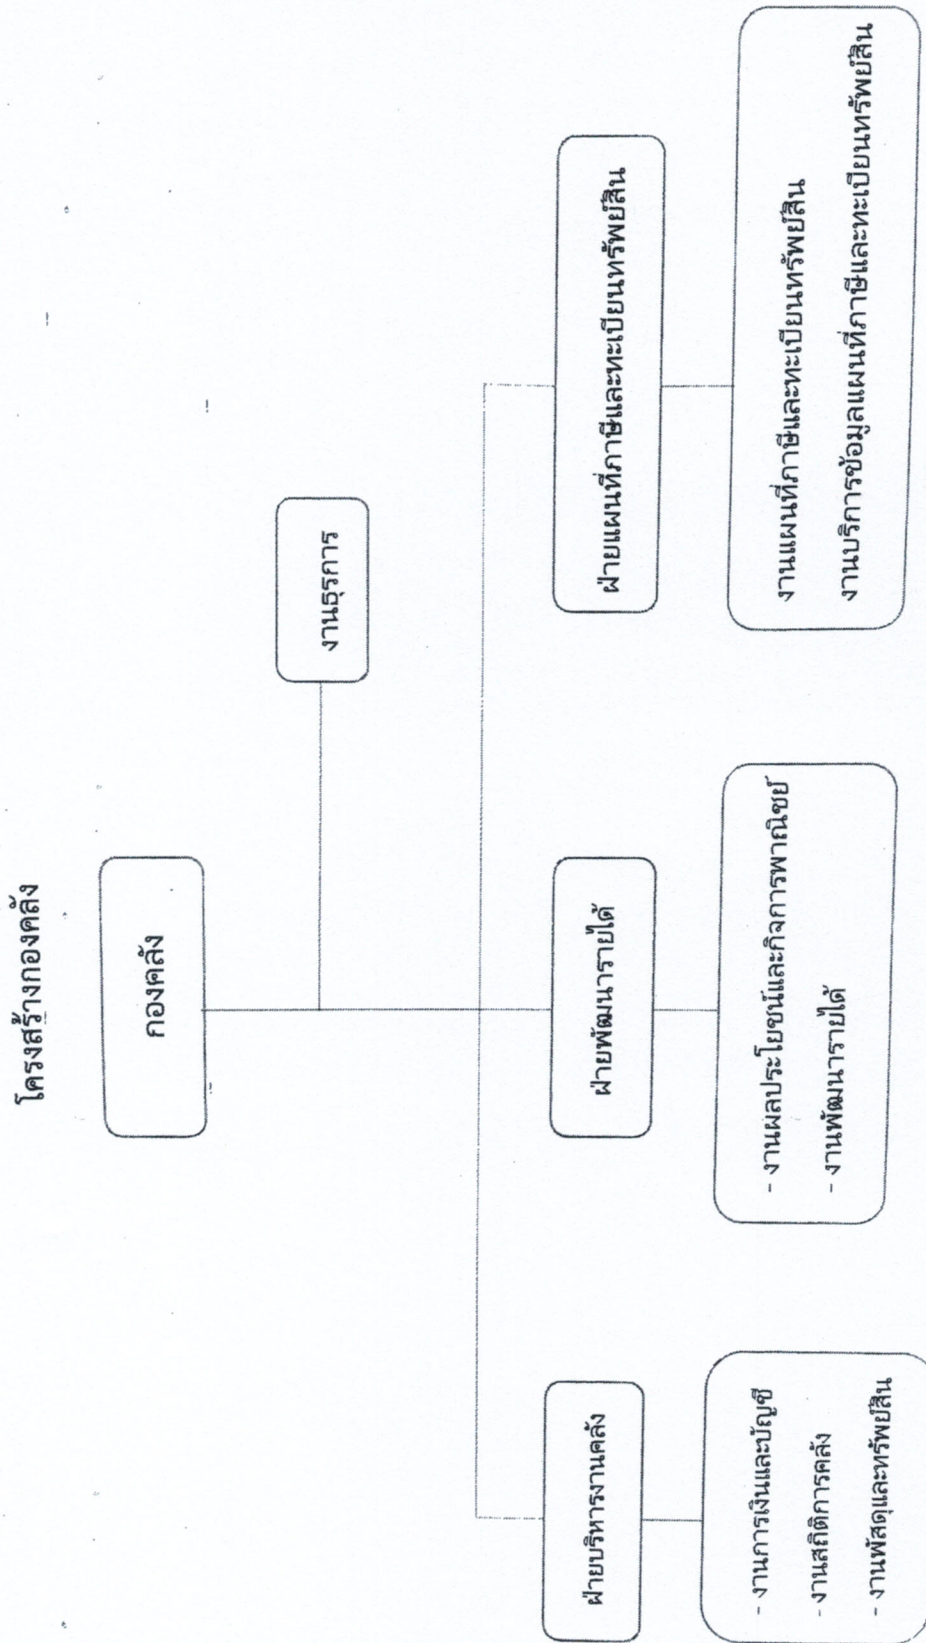 โครงสร้างกองคลัง
กองคลัง
งานธุรการ
ฝ่ายบริหารงานคลัง
ฝ่ายพัฒนารายได้
ฝ่ายแผนที่ภาษีและทะเบียนทรัพย์สิน
- งานการเงินและบัญชี
- งานสถิติการคลัง
- งานพัสดุและทรัพย์สิน
- งานผลประโยชน์และกิจการพาณิชย์
- งานพัฒนารายได้
งานแผนที่ภาษีและทะเบียนทรัพย์สิน
งานบริการข้อมูลแผนที่ภาษีและทะเบียนทรัพย์สิน